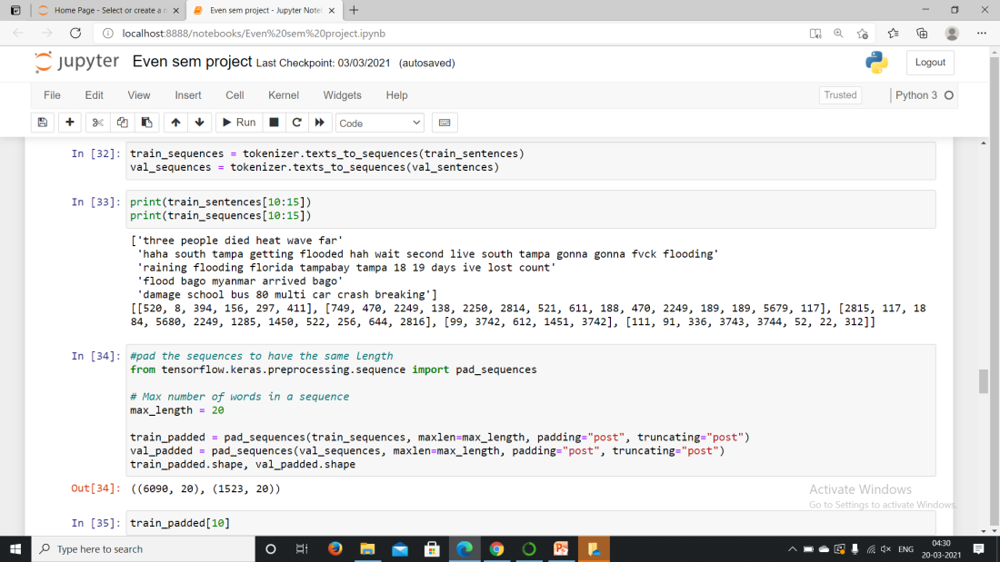 Home Page - Select or create a n
Even sem project - Jupyter Note
localhost:8888/notebooks/Even%20sem%20project.ipynb
jupyter Even sem project Last Checkpoint: 03/03/2021 (autosaved)
Logout
File Edit View Insert Cell Kernel Widgets Help
Trusted
Python 3
Run
Code
In [32]: train_sequences = tokenizer.texts_to_sequences(train_sentences)
val_sequences = tokenizer.texts_to_sequences(val_sentences)
In [33]: print(train_sentences[10:15])
print(train_sequences[10:15])
['three people died heat wave far'
'haha south tampa getting flooded hah wait second live south tampa gonna gonna fvck flooding'
'raining flooding florida tampabay tampa 18 19 days ive lost count'
'flood bago myanmar arrived bago'
'damage school bus 80 multi car crash breaking']
[[520, 8, 394, 156, 297, 411], [749, 470, 2249, 138, 2250, 2814, 521, 611, 188, 470, 2249, 189, 189, 5679, 117], [2815, 117, 18
84, 5680, 2249, 1285, 1450, 522, 256, 644, 2816], [99, 3742, 612, 1451, 3742], [111, 91, 336, 3743, 3744, 52, 22, 312]]
In [34]: #pad the sequences to have the same length
from tensorflow.keras.preprocessing.sequence import pad_sequences
# Max number of words in a sequence
max_length = 20
train_padded = pad_sequences(train_sequences, maxlen=max_length, padding="post", truncating="post")
val_padded = pad_sequences(val_sequences, maxlen=max_length, padding="post", truncating="post")
train_padded.shape, val_padded.shape
Out[34]: ((6090, 20), (1523, 20))
Activate Windows
Go to Settings to activate Windows.
In [35]: train_padded[10]
Type here to search
ENG
04:30
20-03-2021